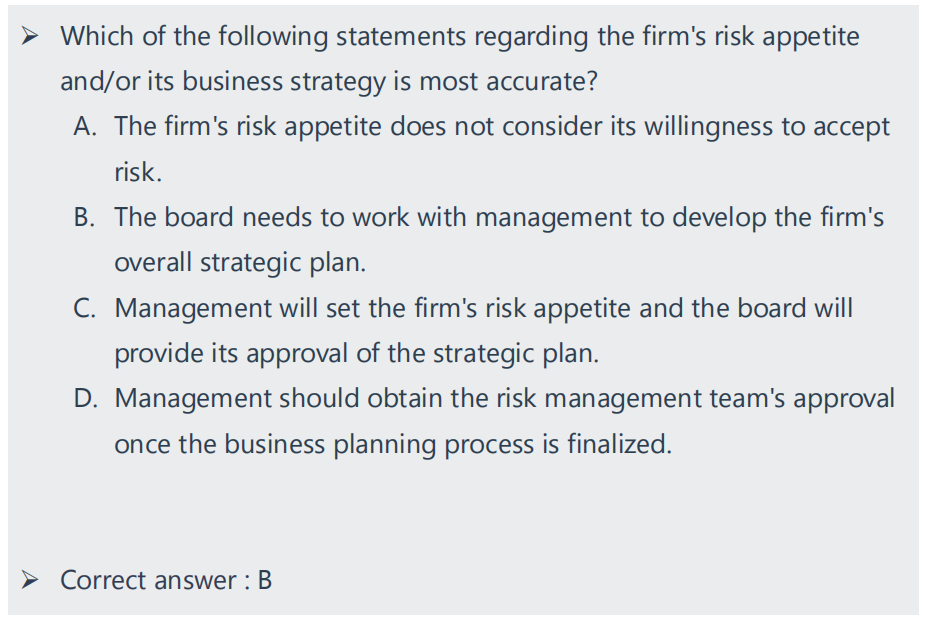 ➢ Which of the following statements regarding the firm's risk appetite
and/or its business strategy is most accurate?
A. The firm's risk appetite does not consider its willingness to accept
risk.
B. The board needs to work with management to develop the firm's
overall strategic plan.
C. Management will set the firm's risk appetite and the board will
provide its approval of the strategic plan.
D. Management should obtain the risk management team's approval
once the business planning process is finalized.
➢ Correct answer : B